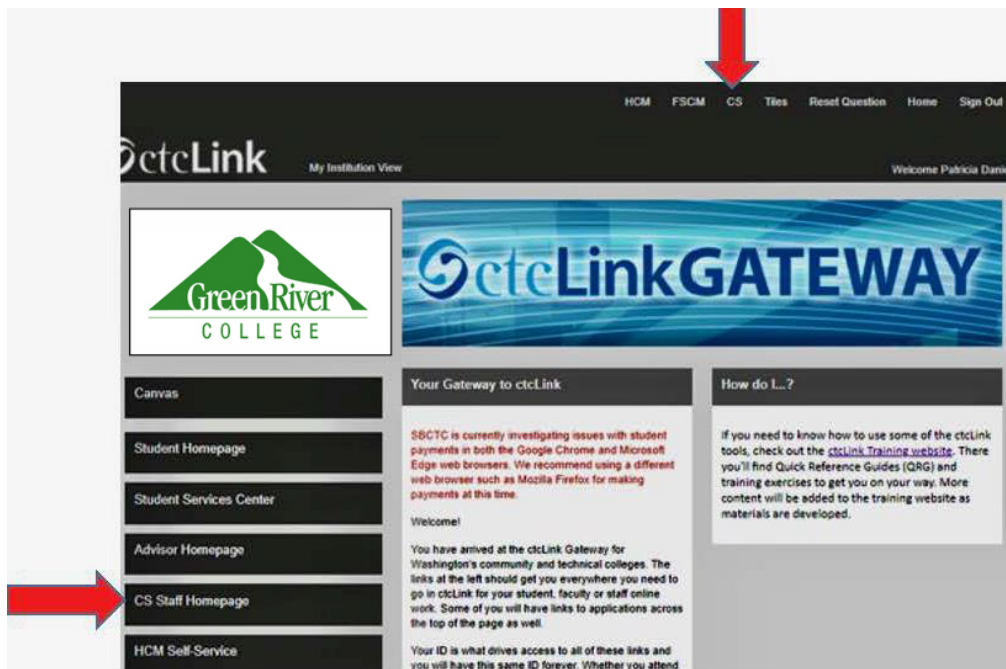 HCM FSCM CS Tiles Reset Question Home Sign Out
ctcLink My Institution View Welcome Patricia Danie
Green River
COLLEGE
ctcLinkGATEWAY
Canvas
Student Homepage
Student Services Center
Advisor Homepage
CS Staff Homepage
HCM Self-Service
Your Gateway to ctcLink
SBCTC is currently investigating issues with student
payments in both the Google Chrome and Microsoft
Edge web browsers. We recommend using a different
web browser such as Mozilla Firefox for making
payments at this time.
Welcome!
You have arrived at the ctcLink Gateway for
Washington's community and technical colleges. The
links at the left should get you everywhere you need to
go in ctcLink for your student, faculty or staff online
work. Some of you will have links to applications across
the top of the page as well.
Your ID is what drives access to all of these links and
you will have this same ID forever. Whether you attend
How do I...?
If you need to know how to use some of the ctcLink
tools, check out the ctcLink Training website. There
you'll find Quick Reference Guides (QRG) and
training exercises to get you on your way. More
content will be added to the training website as
materials are developed.